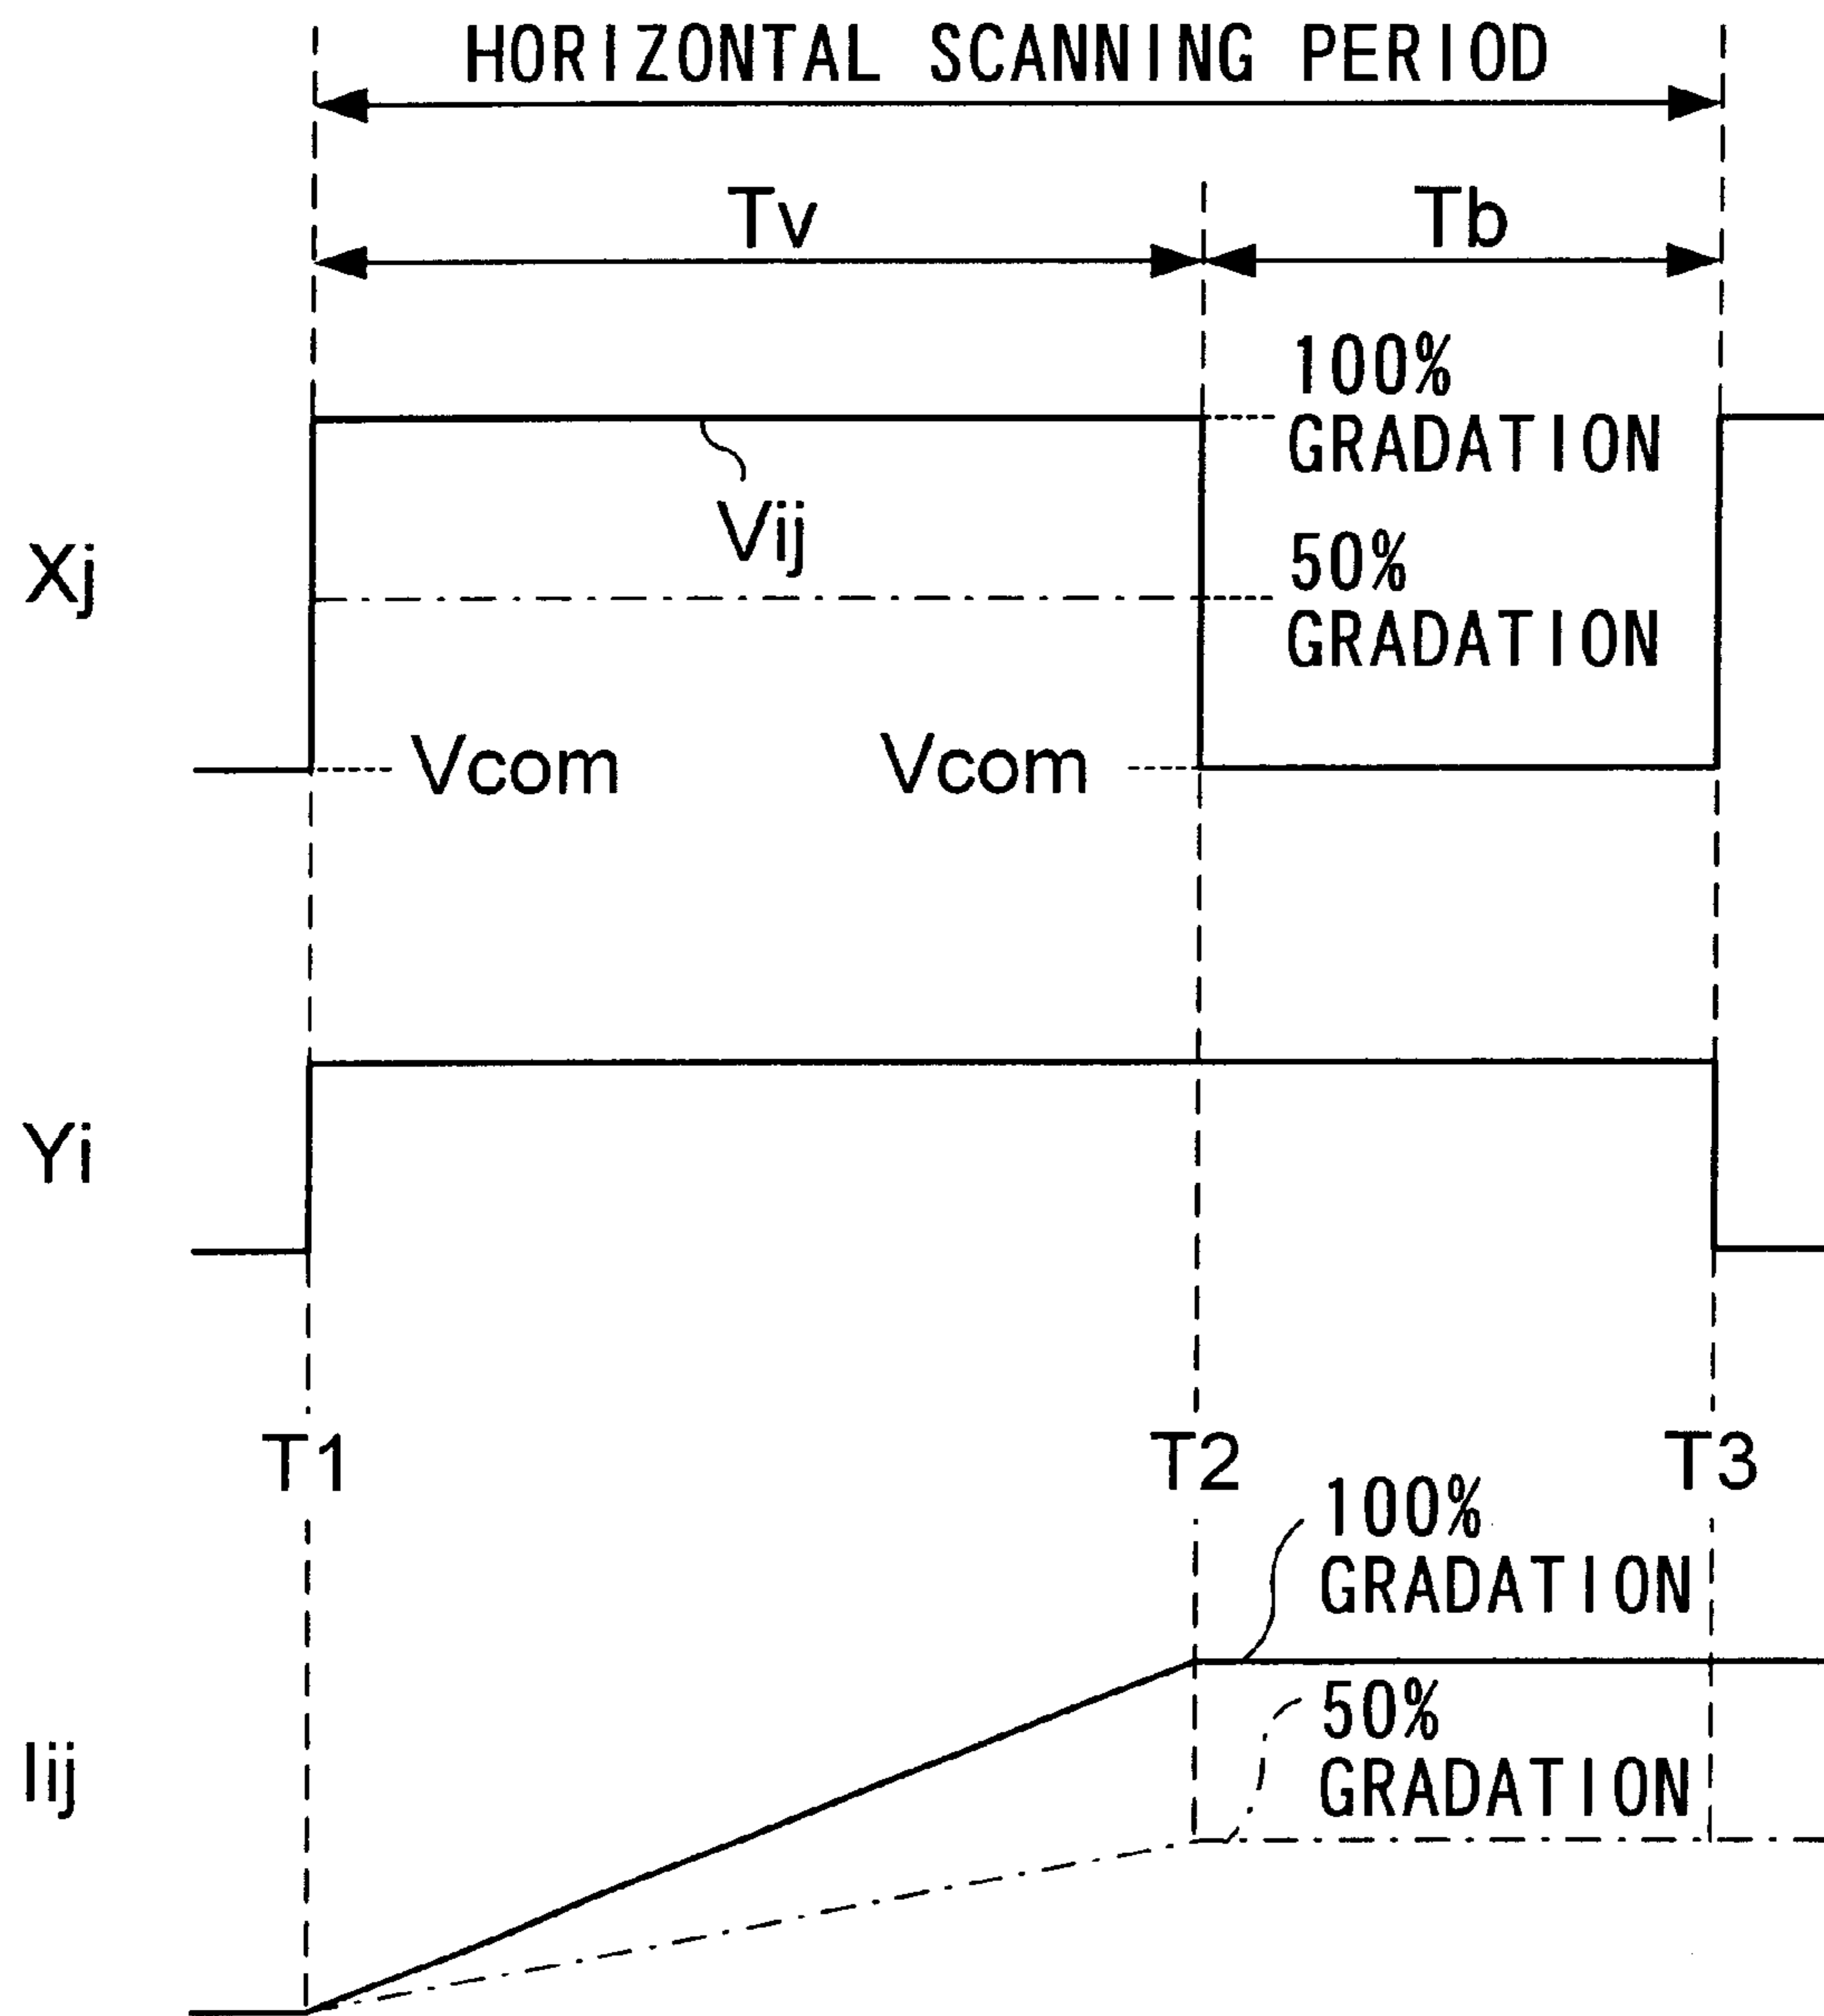 HORIZONTAL SCANNING PERIOD
Tv
Tb
100%
GRADATION
Vij
50%
GRADATION
Xj
Vcom
Vcom
Yi
T1
T2
T3
100%
GRADATION
50%
GRADATION
Iij